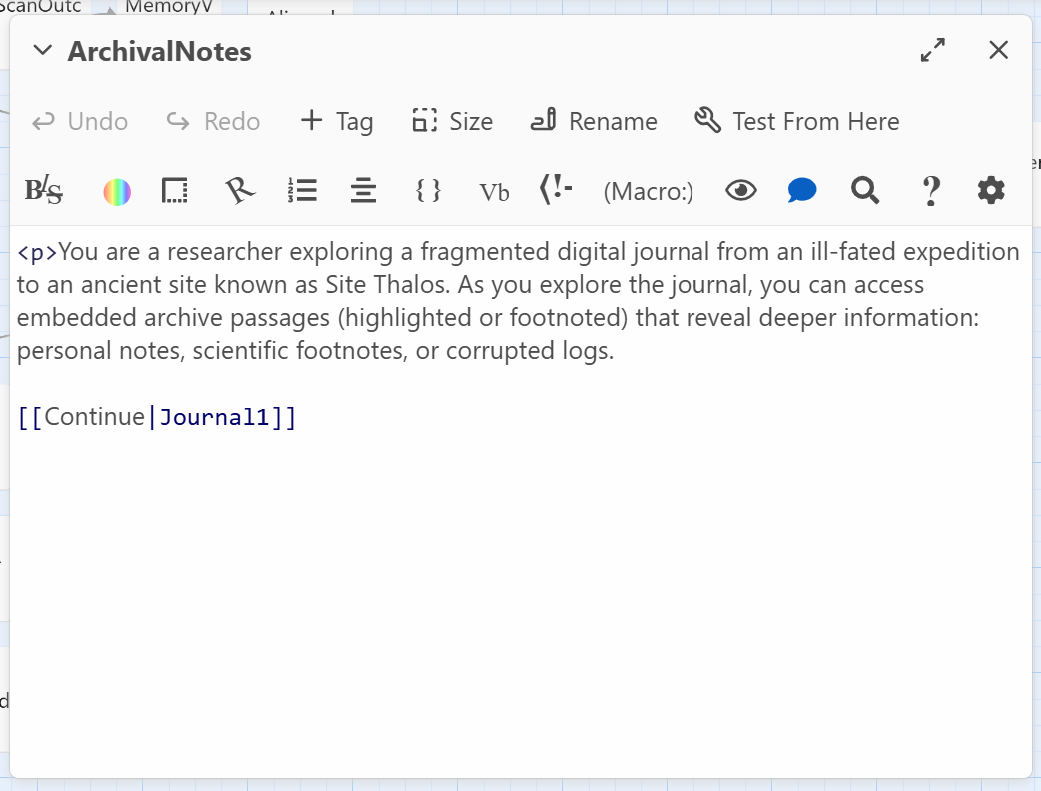 MemoryV
ArchivalNotes
Undo Redo + Tag Size Rename Test From Here
{ } Vb (Macro:) ?
<p>You are a researcher exploring a fragmented digital journal from an ill-fated expedition
to an ancient site known as Site Thalos. As you explore the journal, you can access
embedded archive passages (highlighted or footnoted) that reveal deeper information:
personal notes, scientific footnotes, or corrupted logs.
[[Continue|Journal1]]